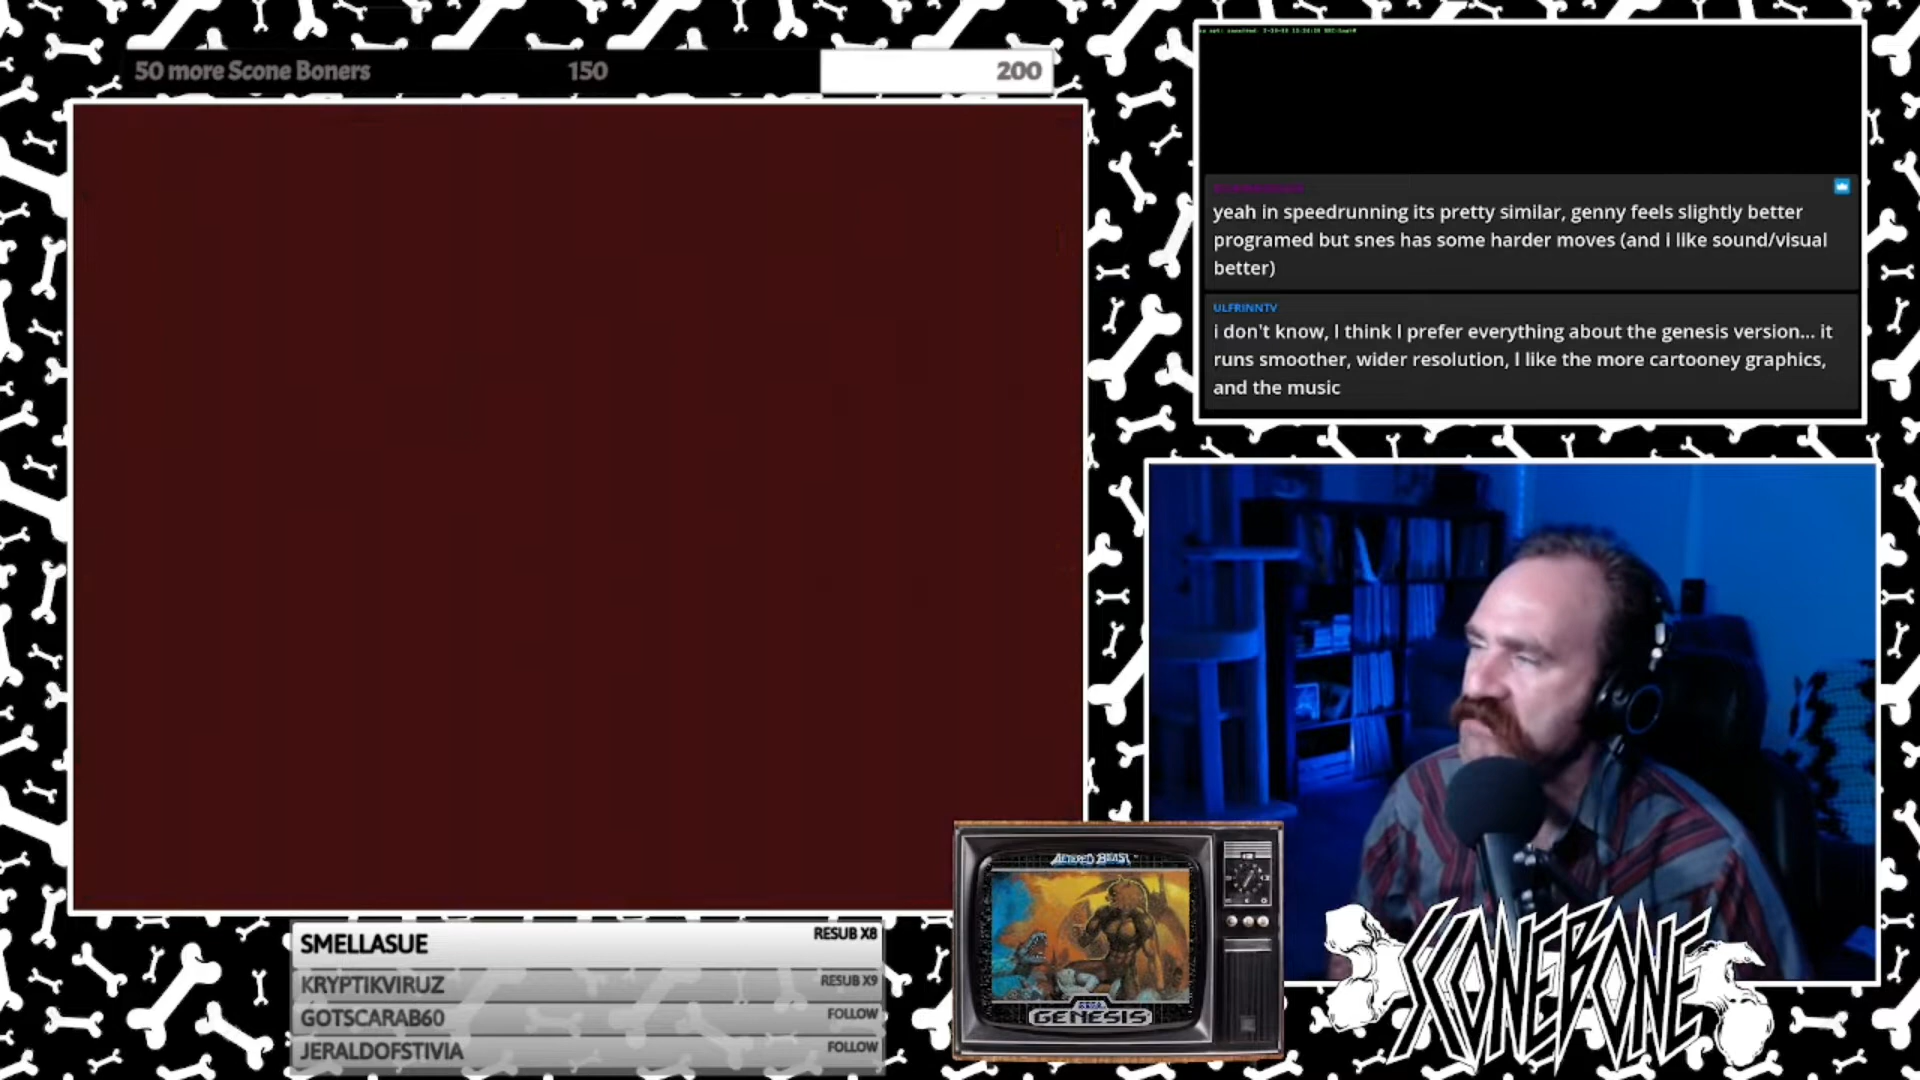 50 more Scone Boners 150 200
yeah in speedrunning its pretty similar, genny feels slightly better
programed but snes has some harder moves (and i like sound/visual
better)
ULFRINNTV
i don't know, I think I prefer everything about the genesis version... it
runs smoother, wider resolution, I like the more cartooney graphics,
and the music
ALTERED BEAST
SEGA
GENESIS
SCONEBONE
SMELLASUE RESUB X8
KRYPTIKVIRUZ RESUB X9
GOTSCARAB60 FOLLOW
JERALDOFSTIVIA FOLLOW